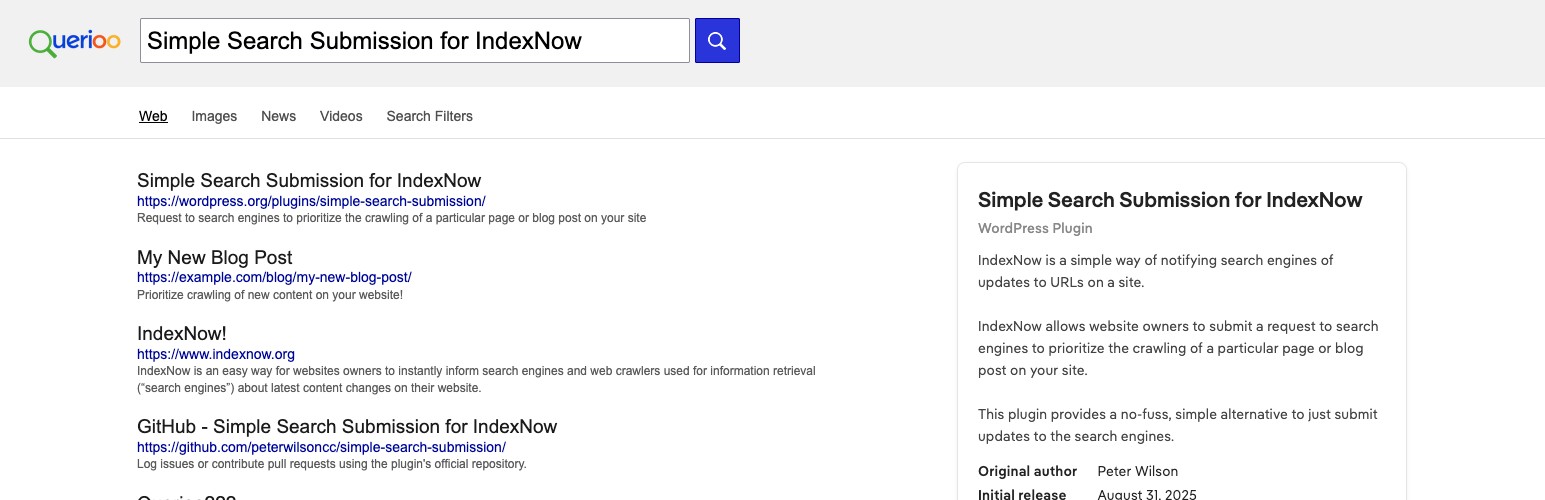 Querioo
Simple Search Submission for IndexNow
Web Images News Videos Search Filters
Simple Search Submission for IndexNow
https://wordpress.org/plugins/simple-search-submission/
Request to search engines to prioritize the crawling of a particular page or blog post on your site
My New Blog Post
https://example.com/blog/my-new-blog-post/
Prioritize crawling of new content on your website!
IndexNow!
https://www.indexnow.org
IndexNow is an easy way for websites owners to instantly inform search engines and web crawlers used for information retrieval
(“search engines”) about latest content changes on their website.
GitHub - Simple Search Submission for IndexNow
https://github.com/peterwilsoncc/simple-search-submission/
Log issues or contribute pull requests using the plugin's official repository.
Simple Search Submission for IndexNow
WordPress Plugin
IndexNow is a simple way of notifying search engines of
updates to URLs on a site.
IndexNow allows website owners to submit a request to search
engines to prioritize the crawling of a particular page or blog
post on your site.
This plugin provides a no-fuss, simple alternative to just submit
updates to the search engines.
Original author Peter Wilson
Initial release August 31, 2025